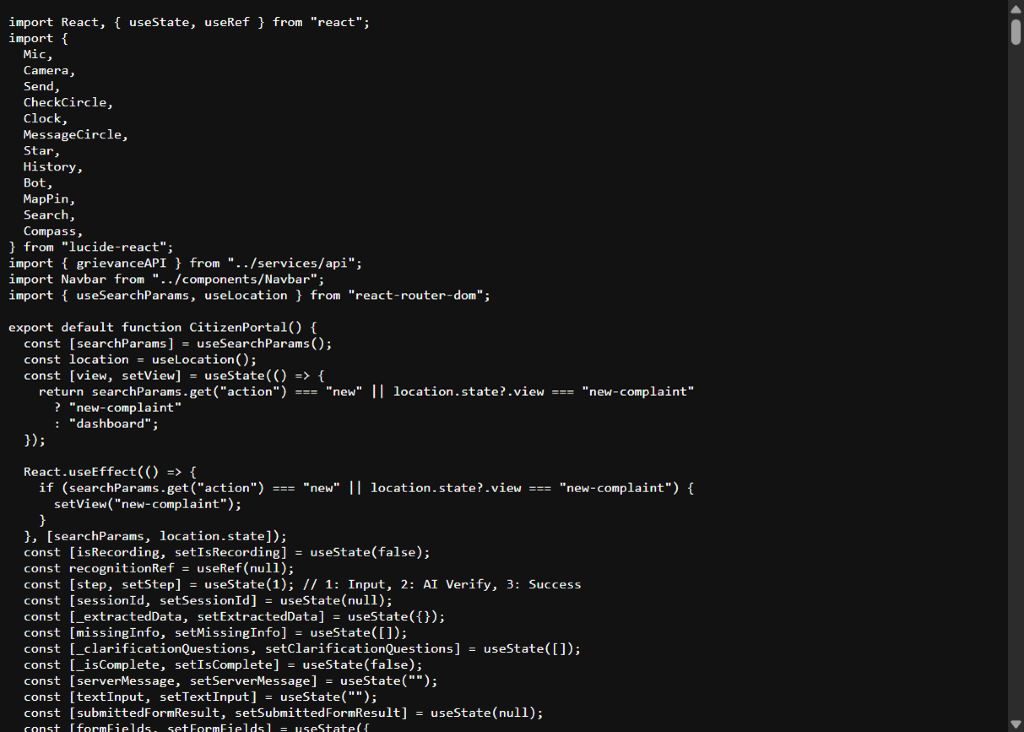 import React, { useState, useRef } from "react";
import {
  Mic,
  Camera,
  Send,
  CheckCircle,
  Clock,
  MessageCircle,
  Star,
  History,
  Bot,
  MapPin,
  Search,
  Compass,
} from "lucide-react";
import { grievanceAPI } from "../services/api";
import Navbar from "../components/Navbar";
import { useSearchParams, useLocation } from "react-router-dom";

export default function CitizenPortal() {
  const [searchParams] = useSearchParams();
  const location = useLocation();
  const [view, setView] = useState(() => {
    return searchParams.get("action") === "new" || location.state?.view === "new-complaint"
      ? "new-complaint"
      : "dashboard";
  });

  React.useEffect(() => {
    if (searchParams.get("action") === "new" || location.state?.view === "new-complaint") {
      setView("new-complaint");
    }
  }, [searchParams, location.state]);
  const [isRecording, setIsRecording] = useState(false);
  const recognitionRef = useRef(null);
  const [step, setStep] = useState(1); // 1: Input, 2: AI Verify, 3: Success
  const [sessionId, setSessionId] = useState(null);
  const [_extractedData, setExtractedData] = useState({});
  const [missingInfo, setMissingInfo] = useState([]);
  const [_clarificationQuestions, setClarificationQuestions] = useState([]);
  const [_isComplete, setIsComplete] = useState(false);
  const [serverMessage, setServerMessage] = useState("");
  const [textInput, setTextInput] = useState("");
  const [submittedFormResult, setSubmittedFormResult] = useState(null);
  const [formFields, setFormFields] = useState({